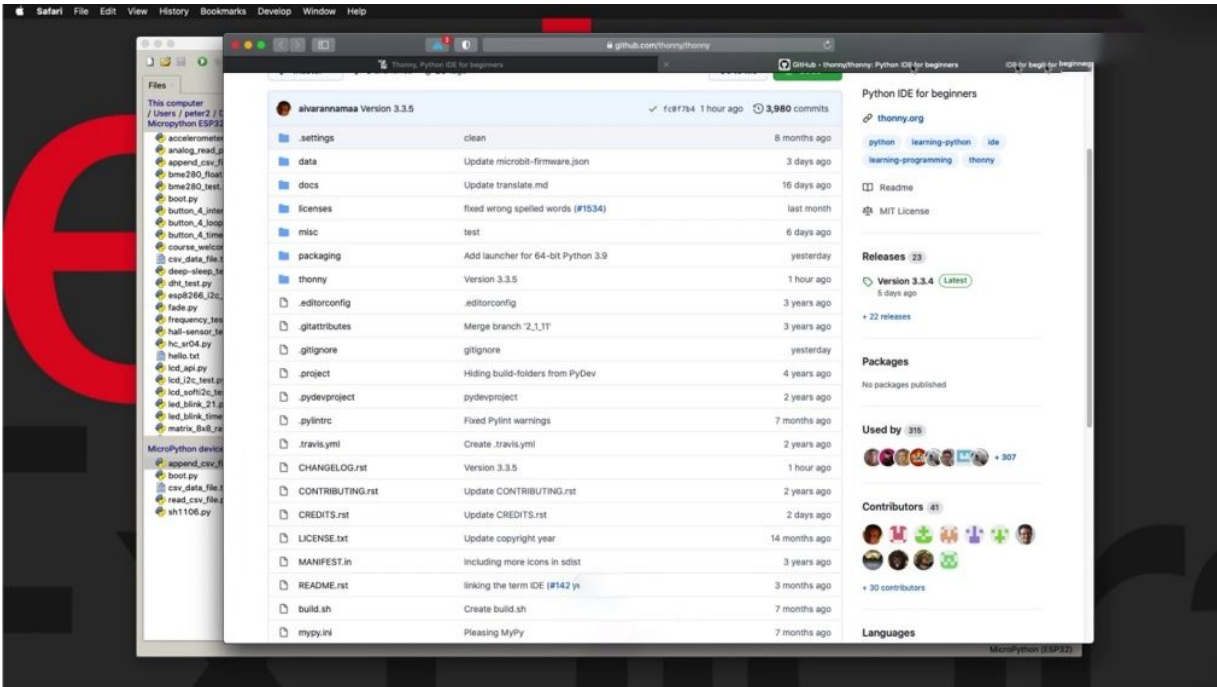 Safari File Edit View History Bookmarks Develop Window Help
3
github.com/thonny/thonny
Thonny, Python IDE for beginners
GitHub - thonny/thonny: Python IDE for beginners
Files
This computer
/ Users / peter2 /
Micropython ESP32
accelerometer
analog_read_p
append_csv_fi
bme280_float
bme280_test.
boot.py
button_4_inter
button_4_loop
button_4_time
course_welcor
csv_data_file.t
deep-sleep_te
dht_test.py
esp8266_i2c_
fade.py
frequency_tes
hall-sensor_te
hc_sr04.py
hello.txt
lcd_api.py
lcd_i2c_test.p
lcd_softi2c_te
led_blink_21.p
led_blink_time
matrix_8x8_ra
MicroPython device
append_csv_fi
boot.py
csv_data_file.t
read_csv_file.p
sh1106.py
aivarannamaa Version 3.3.5 fc0f7b4 1 hour ago 3,980 commits
.settings clean 8 months ago
data Update microbit-firmware.json 3 days ago
docs Update translate.md 16 days ago
licenses fixed wrong spelled words (#1534) last month
misc test 6 days ago
packaging Add launcher for 64-bit Python 3.9 yesterday
thonny Version 3.3.5 1 hour ago
.editorconfig .editorconfig 3 years ago
.gitattributes Merge branch '2_1_11' 3 years ago
.gitignore gitignore yesterday
.project Hiding build-folders from PyDev 4 years ago
.pydevproject pydevproject 2 years ago
.pylintrc Fixed Pylint warnings 7 months ago
.travis.yml Create .travis.yml 2 years ago
CHANGELOG.rst Version 3.3.5 1 hour ago
CONTRIBUTING.rst Update CONTRIBUTING.rst 2 years ago
CREDITS.rst Update CREDITS.rst 2 days ago
LICENSE.txt Update copyright year 14 months ago
MANIFEST.in Including more icons in sdist 3 years ago
README.rst linking the term IDE (#142 3 months ago
build.sh Create build.sh 7 months ago
mypy.ini Pleasing MyPy 7 months ago
Python IDE for beginners
thonny.org
python learning-python ide
learning-programming thonny
Readme
MIT License
Releases 23
Version 3.3.4 Latest
5 days ago
+ 22 releases
Packages
No packages published
Used by 315
+ 307
Contributors 41
+ 30 contributors
Languages
MicroPython (ESP32)